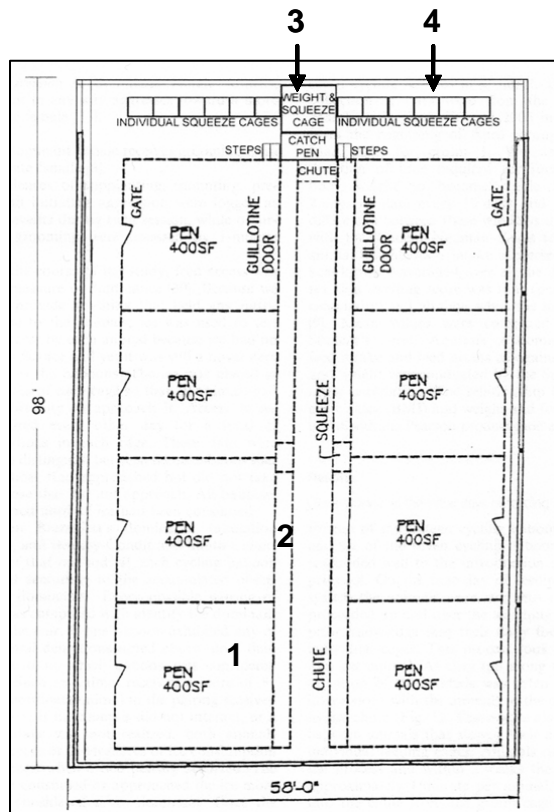 3
4
WEIGHT &
SQUEEZE
CAGE
INDIVIDUAL SQUEEZE CAGES
INDIVIDUAL SQUEEZE CAGES
STEPS
CATCH
PEN
STEPS
CHUTE
GATE
PEN
400SF
GUILLOTINE
DOOR
GUILLOTINE
DOOR
PEN
400SF
GATE
98'
PEN
400SF
SQUEEZE
PEN
400SF
PEN
400SF
2
PEN
400SF
1
PEN
400SF
CHUTE
PEN
400SF
58'-0"